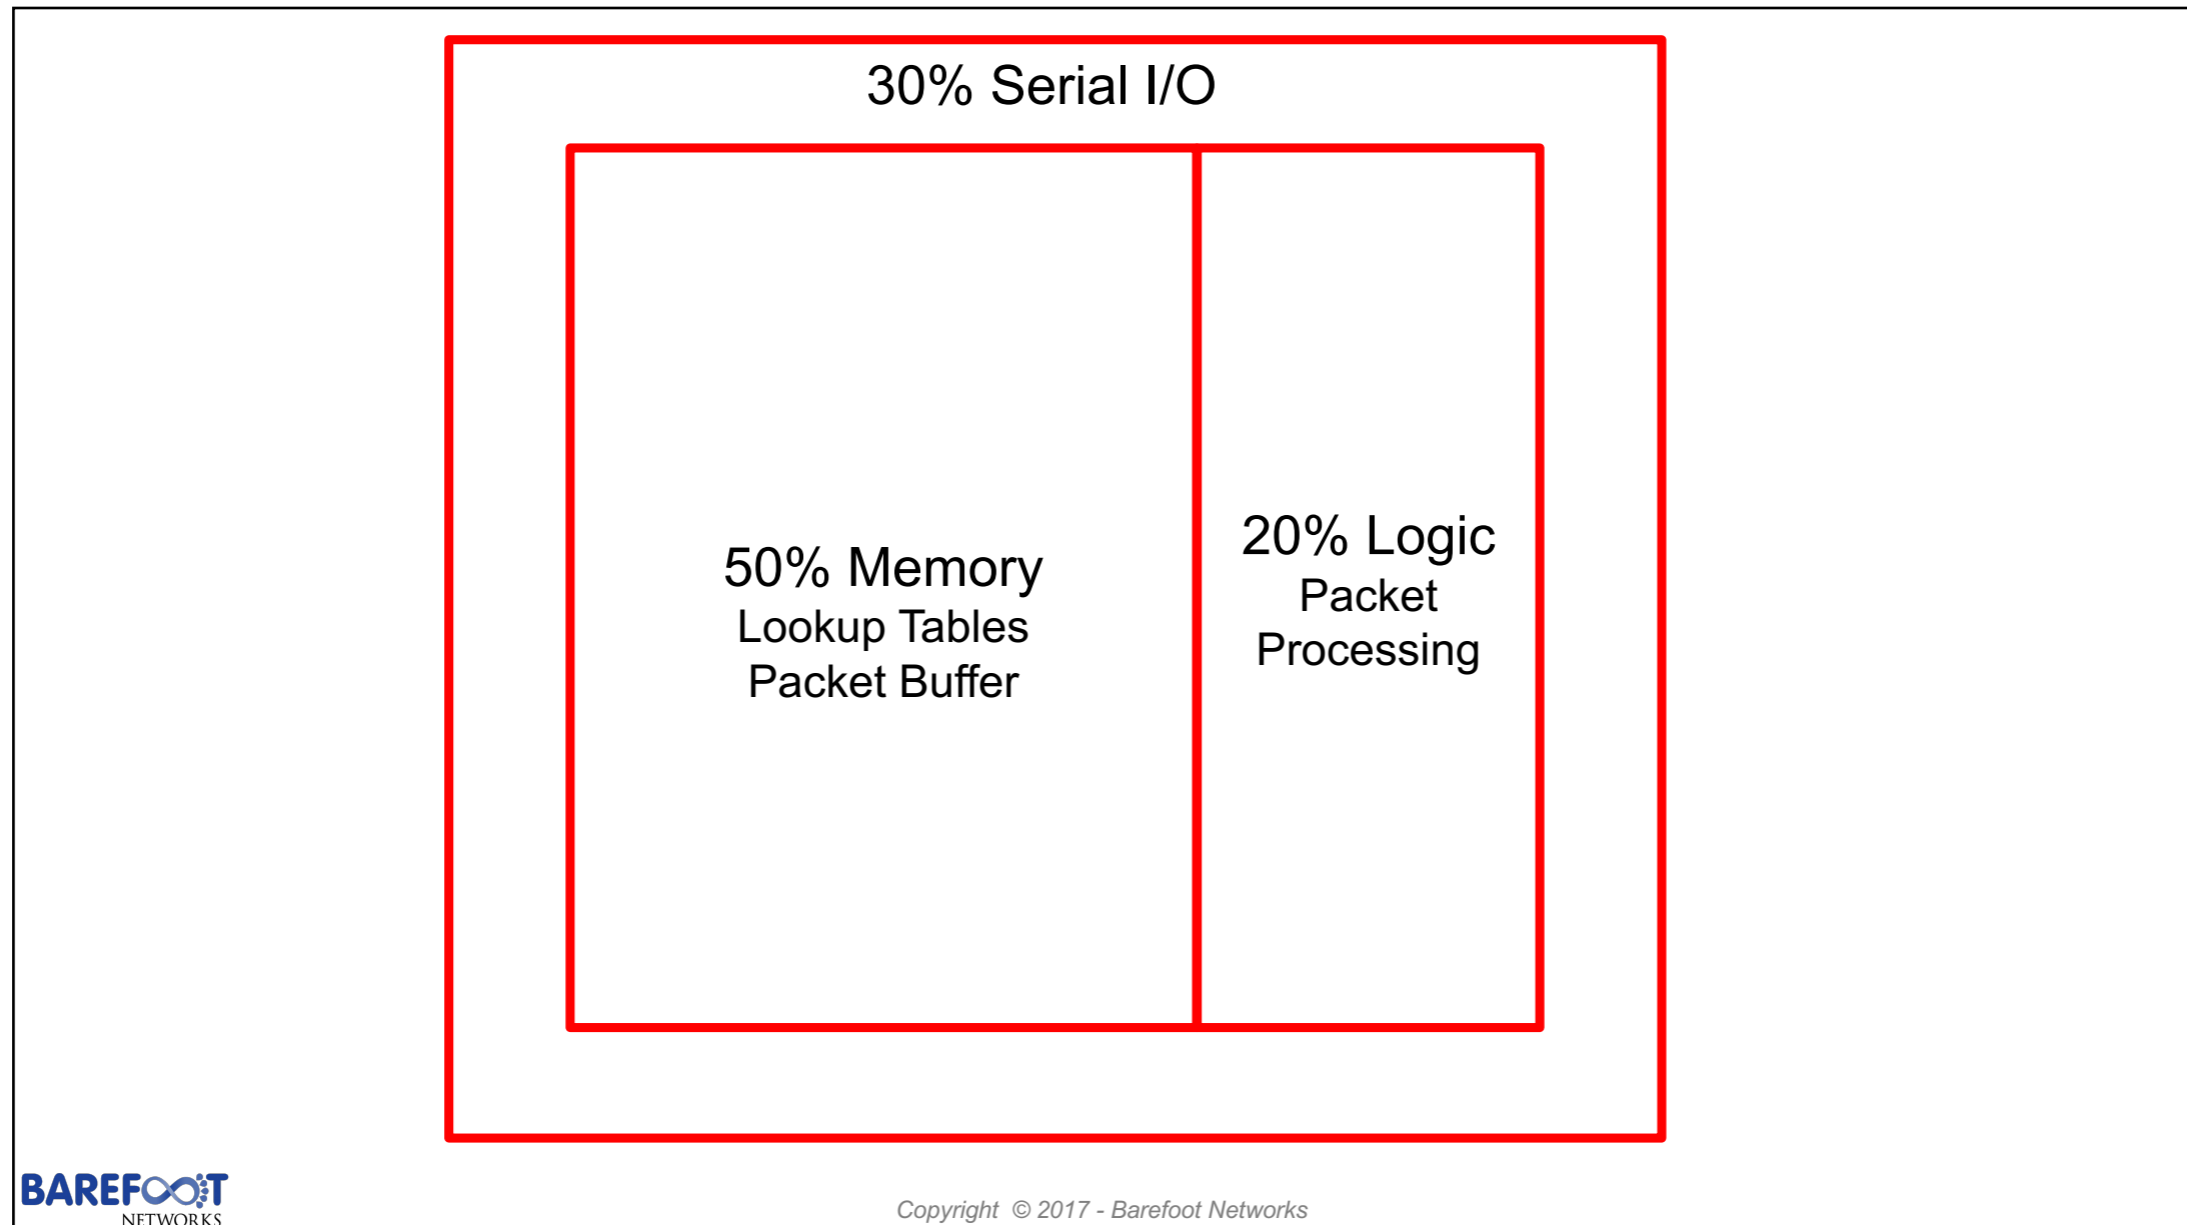 30% Serial I/O
50% Memory
Lookup Tables
Packet Buffer
20% Logic
Packet
Processing
BAREFOOT
NETWORKS
Copyright © 2017 - Barefoot Networks